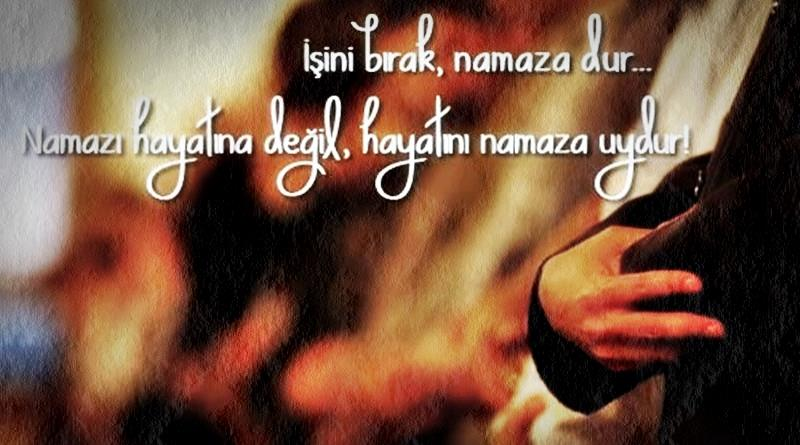 İşini bırak, namaza dur...
Namazı hayatına değil, hayatını namaza uydur!